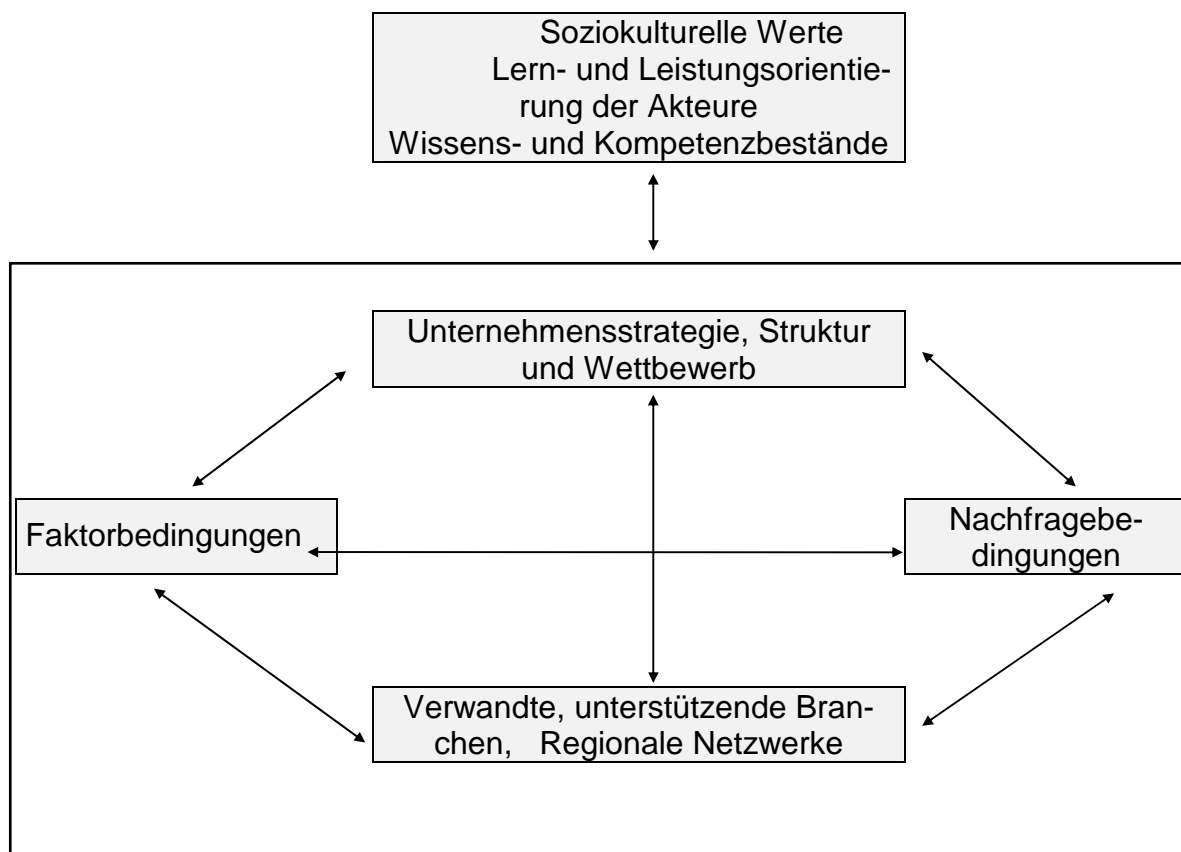 Soziokulturelle Werte
Lern- und Leistungsorientie-
rung der Akteure
Wissens- und Kompetenzbestände
Unternehmensstrategie, Struktur
und Wettbewerb
Faktorbedingungen
Nachfragebe-
dingungen
Verwandte, unterstützende Bran-
chen, Regionale Netzwerke